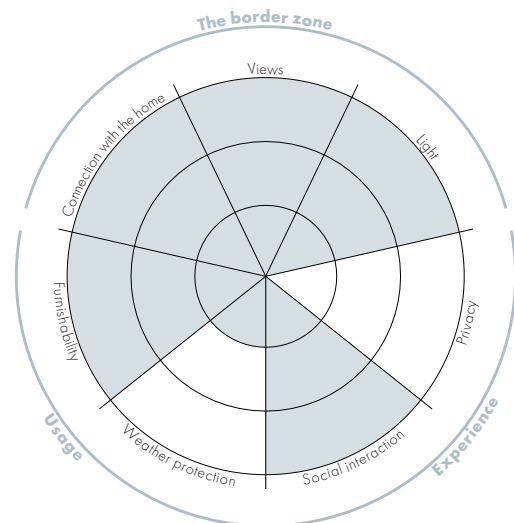 The border zone
Views
Connection with the home
Light
Furnishability
Privacy
Usage
Weather protection
Social interaction
Experience